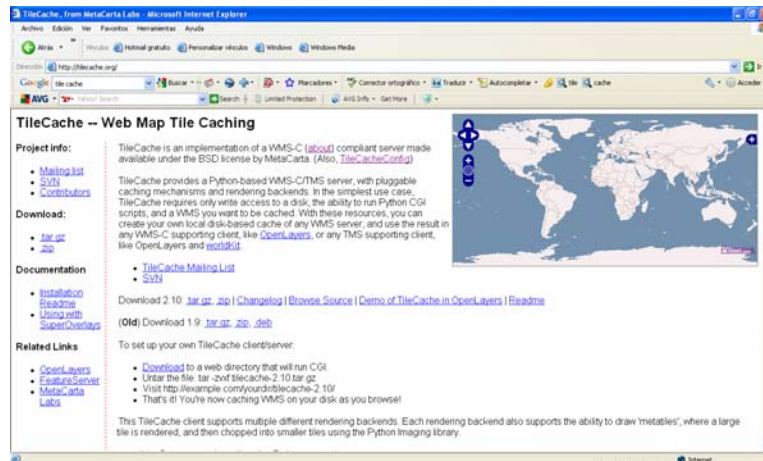 TileCache, from MetaCarta Labs - Microsoft Internet Explorer
Archivo Edición Ver Favoritos Herramientas Ayuda
Atrás Vínculos Hotmail gratuito Personalizar vínculos Windows Windows Media
Dirección http://tilecache.org/
Google tile cache Buscar Marcadores Corrector ortográfico Traducir Autocompletar tile cache Acceder
AVG Yahoo! Search Search Limited Protection AVG Info Get More
TileCache -- Web Map Tile Caching
Project info:
Mailing list
SVN
Contributors
Download:
.tar.gz
.zip
Documentation
Installation
Readme
Using with
SuperOverlays
Related Links
OpenLayers
FeatureServer
MetaCarta
Labs
TileCache is an implementation of a WMS-C (about) compliant server made
available under the BSD license by MetaCarta. (Also, TileCacheConfig)
TileCache provides a Python-based WMS-C/TMS server, with pluggable
caching mechanisms and rendering backends. In the simplest use case,
TileCache requires only write access to a disk, the ability to run Python CGI
scripts, and a WMS you want to be cached. With these resources, you can
create your own local disk-based cache of any WMS server, and use the result in
any WMS-C supporting client, like OpenLayers, or any TMS supporting client,
like OpenLayers and worldKit.
TileCache Mailing List
SVN
Download 2.10: .tar.gz, .zip | Changelog | Browse Source | Demo of TileCache in OpenLayers | Readme
(Old) Download 1.9: .tar.gz, .zip, .deb
To set up your own TileCache client/server:
Download to a web directory that will run CGI.
Untar the file: tar -zvxf tilecache-2.10.tar.gz
Visit http://example.com/yourdir/tilecache-2.10/
That's it! You're now caching WMS on your disk as you browse!
This TileCache client supports multiple different rendering backends. Each rendering backend also supports the ability to draw 'metatiles', where a large
tile is rendered, and then chopped into smaller tiles using the Python Imaging library.
Internet